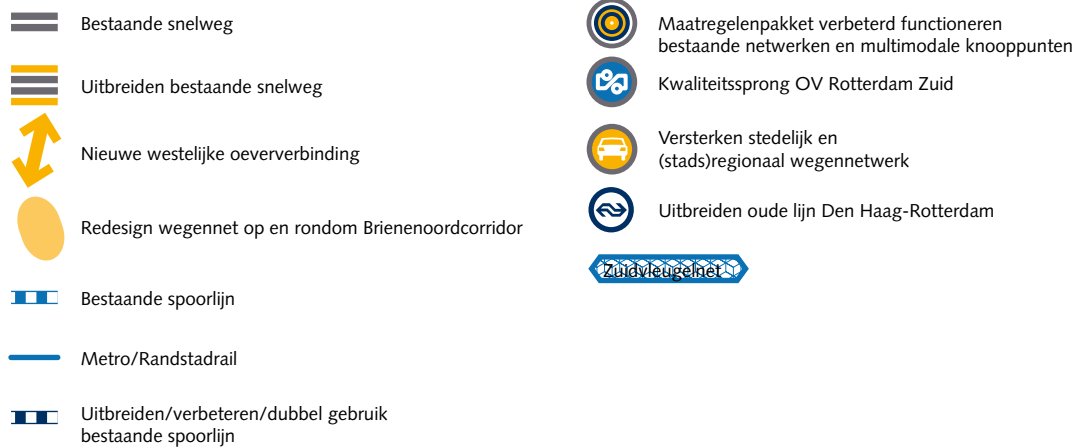 Bestaande snelweg
Uitbreiden bestaande snelweg
Nieuwe westelijke oeververbinding
Redesign wegennet op en rondom Brienenoordcorridor
Bestaande spoorlijn
Metro/Randstadrail
Uitbreiden/verbeteren/dubbel gebruik
bestaande spoorlijn
Maatregelenpakket verbeterd functioneren
bestaande netwerken en multimodale knooppunten
Kwaliteitssprong OV Rotterdam Zuid
Versterken stedelijk en
(stads)regionaal wegennetwerk
Uitbreiden oude lijn Den Haag-Rotterdam
Zuidvleugelnet